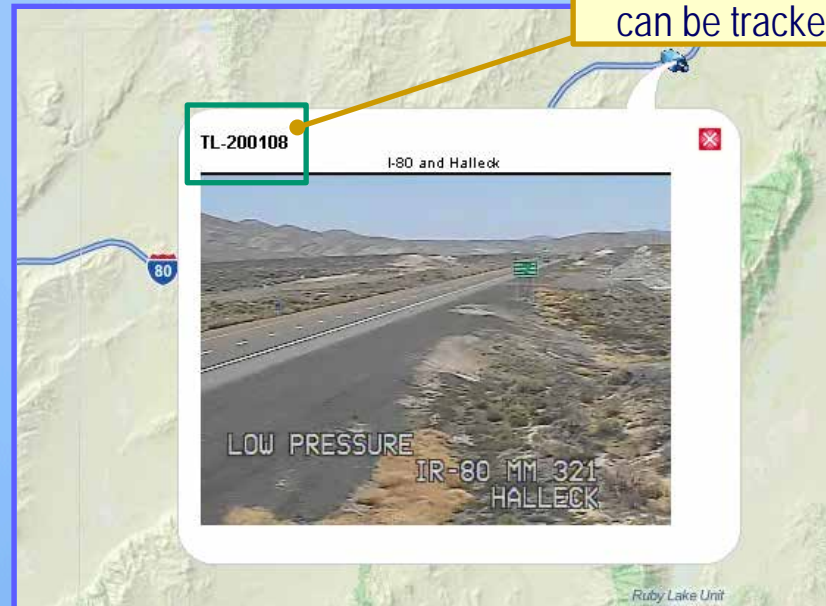 can be tracke
TL-200108
I-80 and Halleck
80
LOW PRESSURE
IR-80 MM 321
HALLECK
Ruby Lake Unit